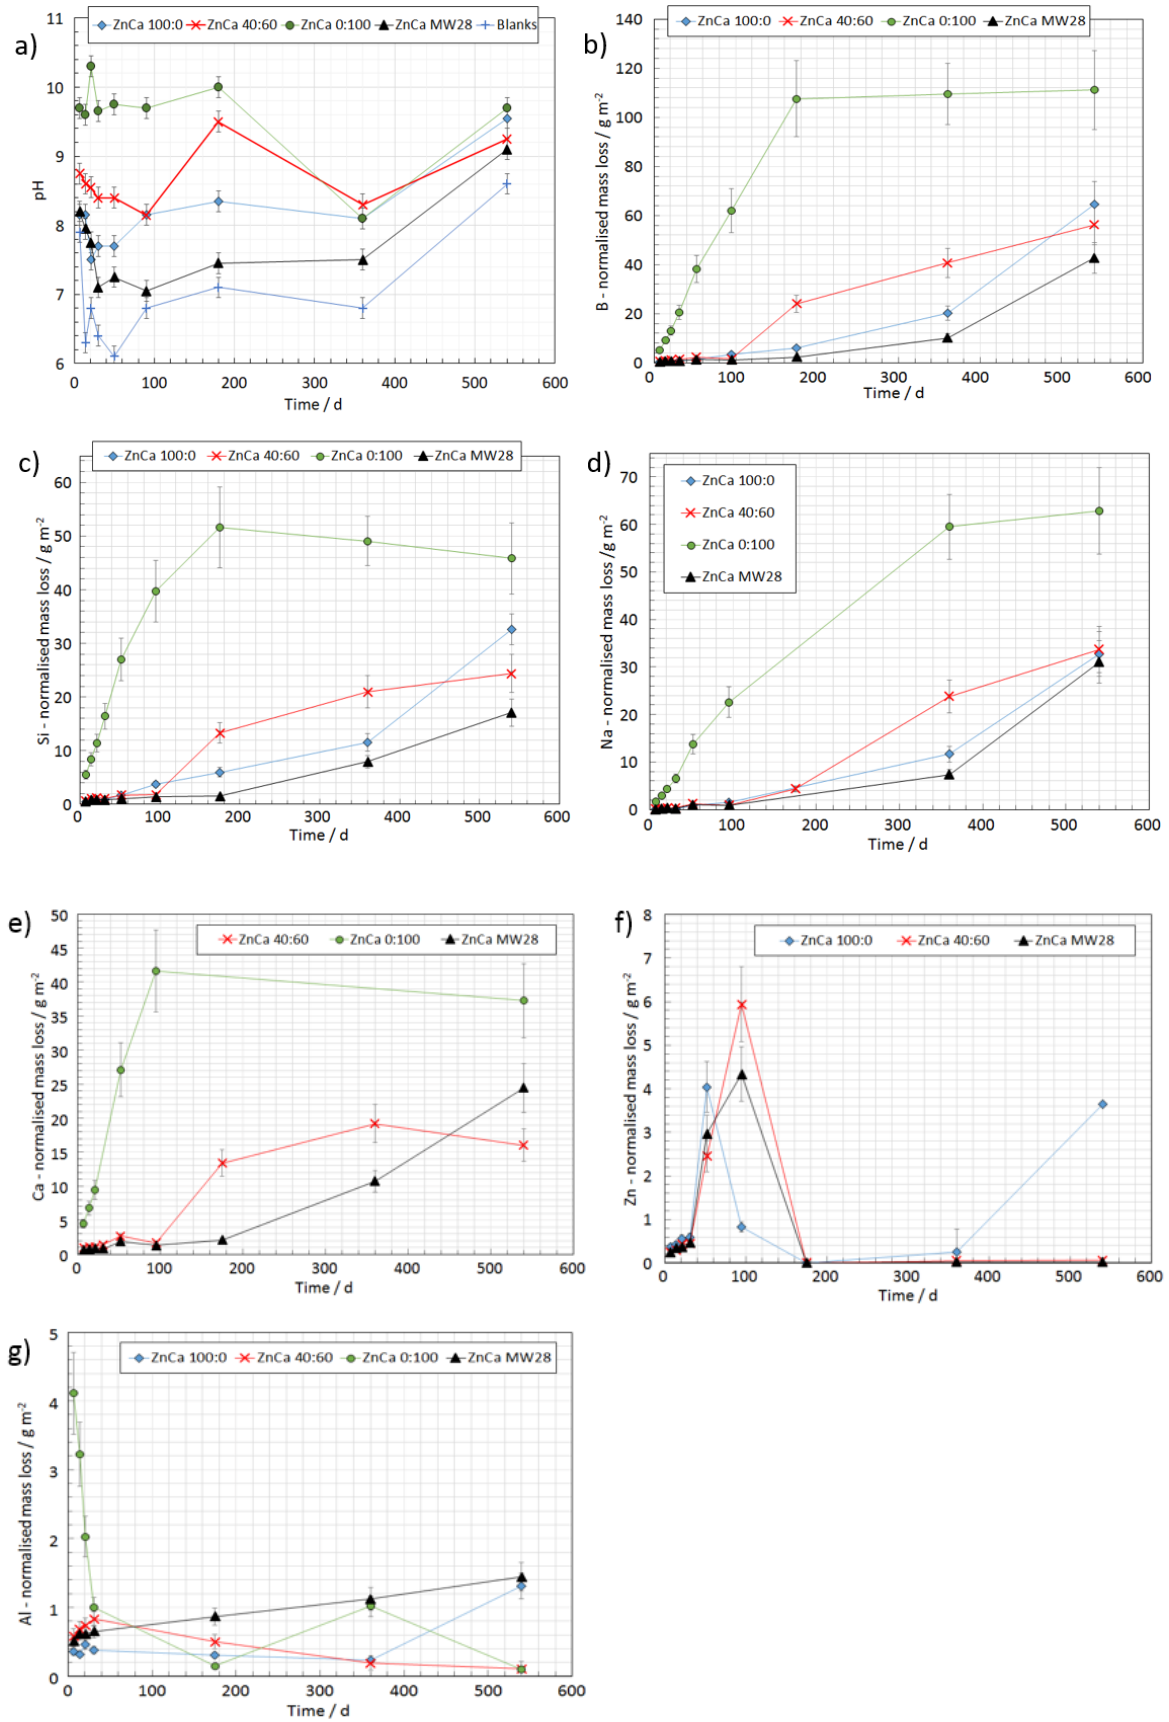 a)
ZnCa 100:0 ZnCa 40:60 ZnCa 0:100 ZnCa MW28 Blanks
11
10
9
8
7
6
pH
0 100 200 300 400 500 600
Time / d
b)
ZnCa 100:0 ZnCa 40:60 ZnCa 0:100 ZnCa MW28
140
120
100
80
60
40
20
0
B - normalised mass loss / g m-2
0 100 200 300 400 500 600
Time / d
c)
ZnCa 100:0 ZnCa 40:60 ZnCa 0:100 ZnCa MW28
60
50
40
30
20
10
0
Si - normalised mass loss / g m-2
0 100 200 300 400 500 600
Time / d
d)
ZnCa 100:0
ZnCa 40:60
ZnCa 0:100
ZnCa MW28
70
60
50
40
30
20
10
0
Na - normalised mass loss /g m-2
0 100 200 300 400 500 600
Time / d
e)
ZnCa 40:60 ZnCa 0:100 ZnCa MW28
50
45
40
35
30
25
20
15
10
5
0
Ca - normalised mass loss / g m-2
0 100 200 300 400 500 600
Time / d
f)
ZnCa 100:0 ZnCa 40:60 ZnCa MW28
8
7
6
5
4
3
2
1
0
Zn - normalised mass loss / g m-2
0 100 200 300 400 500 600
Time / d
g)
ZnCa 100:0 ZnCa 40:60 ZnCa 0:100 ZnCa MW28
5
4
3
2
1
0
Al - normalised mass loss / g m-2
0 100 200 300 400 500 600
Time / d